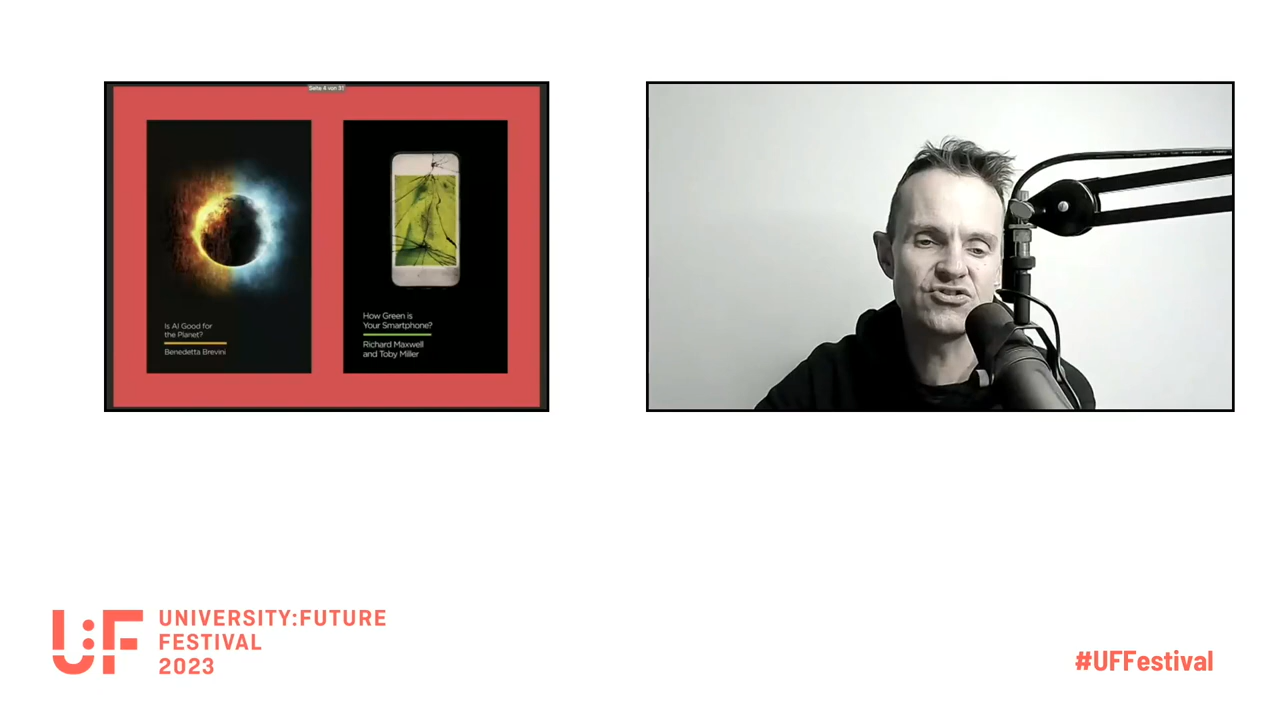 Seite 4 von 31
Is AI Good for
the Planet?
Benedetta Brevini
How Green is
Your Smartphone?
Richard Maxwell
and Toby Miller
U:F
UNIVERSITY:FUTURE
FESTIVAL
2023
#UFFestival